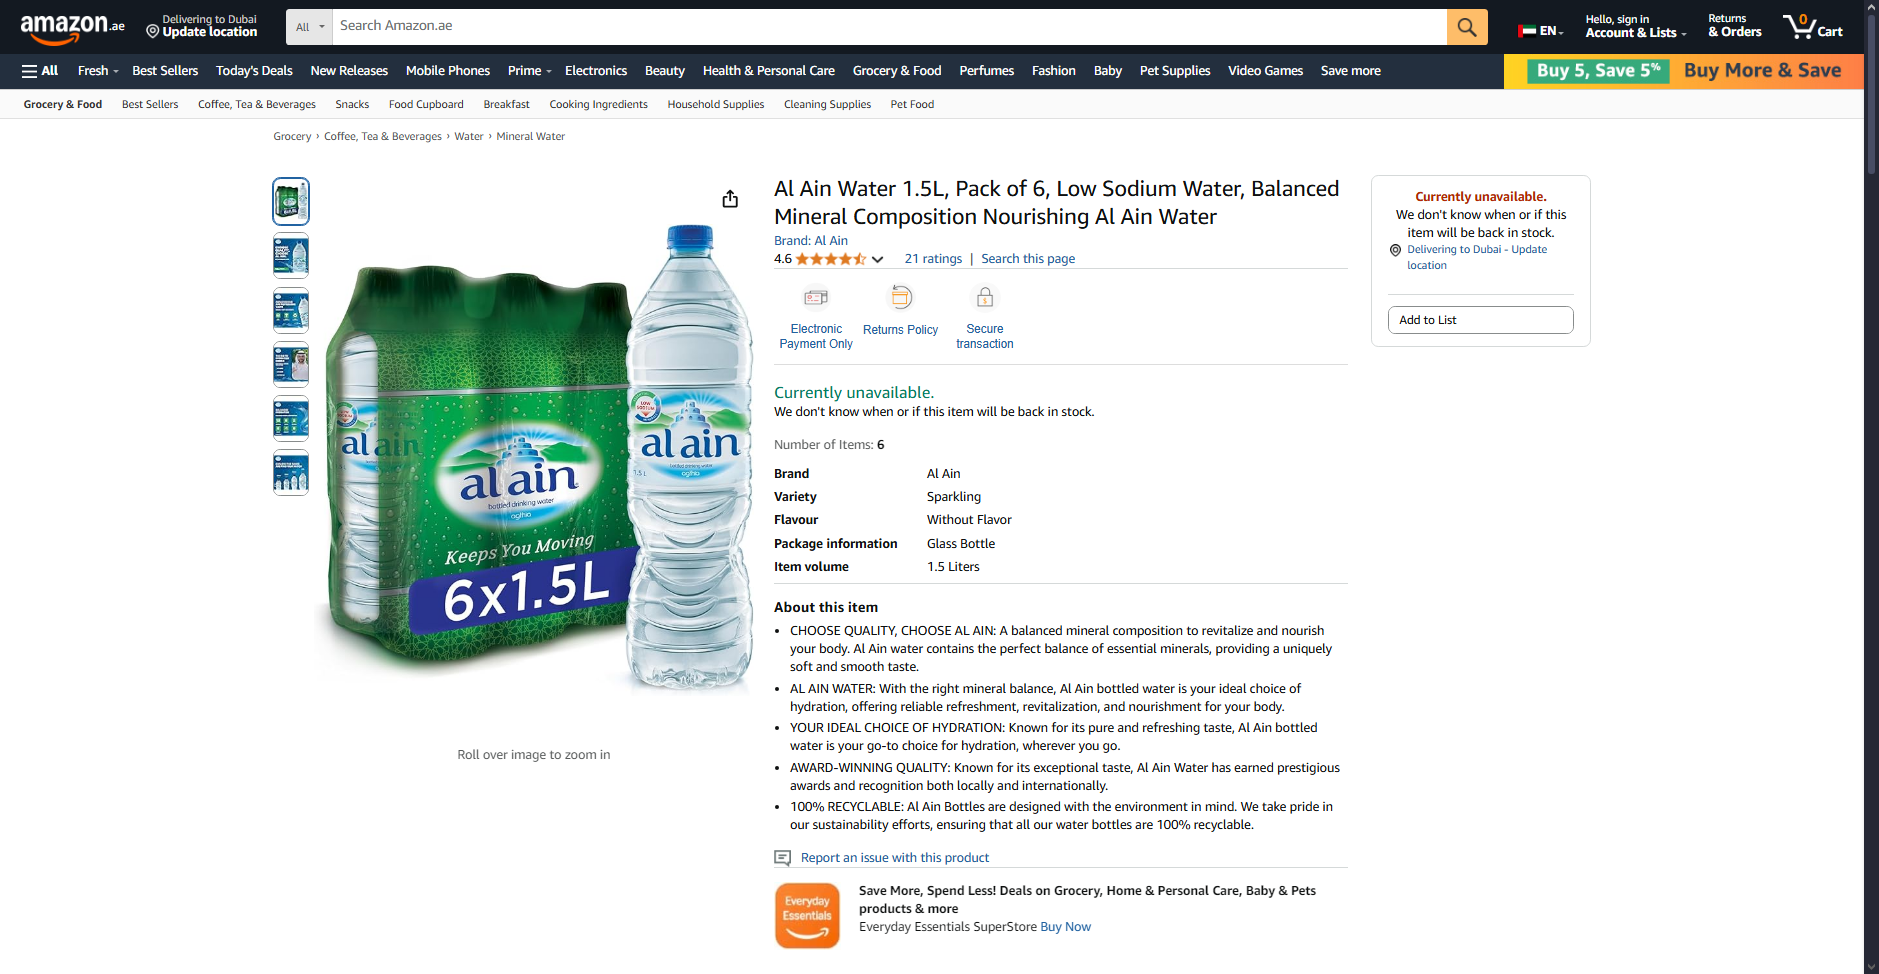 amazon.ae
Delivering to Dubai
Update location
All
Search Amazon.ae
EN
Hello, sign in
Account & Lists
Returns
& Orders
0
Cart
All
Fresh
Best Sellers
Today's Deals
New Releases
Mobile Phones
Prime
Electronics
Beauty
Health & Personal Care
Grocery & Food
Perfumes
Fashion
Baby
Pet Supplies
Video Games
Save more
Buy 5, Save 5%
Buy More & Save
Grocery & Food
Best Sellers
Coffee, Tea & Beverages
Snacks
Food Cupboard
Breakfast
Cooking Ingredients
Household Supplies
Cleaning Supplies
Pet Food
Grocery › Coffee, Tea & Beverages › Water › Mineral Water
al ain
al ain
bottled drinking water
agthia
Keeps You Moving
6x1.5L
LOW SODIUM
al ain
bottled drinking water
agthia
1.5 L
Roll over image to zoom in
Al Ain Water 1.5L, Pack of 6, Low Sodium Water, Balanced
Mineral Composition Nourishing Al Ain Water
Brand: Al Ain
4.6
21 ratings | Search this page
Electronic
Payment Only
Returns Policy
Secure
transaction
Currently unavailable.
We don't know when or if this item will be back in stock.
Number of Items: 6
Brand Al Ain
Variety Sparkling
Flavour Without Flavor
Package information Glass Bottle
Item volume 1.5 Liters
About this item
• CHOOSE QUALITY, CHOOSE AL AIN: A balanced mineral composition to revitalize and nourish
your body. Al Ain water contains the perfect balance of essential minerals, providing a uniquely
soft and smooth taste.
• AL AIN WATER: With the right mineral balance, Al Ain bottled water is your ideal choice of
hydration, offering reliable refreshment, revitalization, and nourishment for your body.
• YOUR IDEAL CHOICE OF HYDRATION: Known for its pure and refreshing taste, Al Ain bottled
water is your go-to choice for hydration, wherever you go.
• AWARD-WINNING QUALITY: Known for its exceptional taste, Al Ain Water has earned prestigious
awards and recognition both locally and internationally.
• 100% RECYCLABLE: Al Ain Bottles are designed with the environment in mind. We take pride in
our sustainability efforts, ensuring that all our water bottles are 100% recyclable.
Report an issue with this product
Everyday
Essentials
Save More, Spend Less! Deals on Grocery, Home & Personal Care, Baby & Pets
products & more
Everyday Essentials SuperStore Buy Now
Currently unavailable.
We don't know when or if this
item will be back in stock.
Delivering to Dubai - Update
location
Add to List